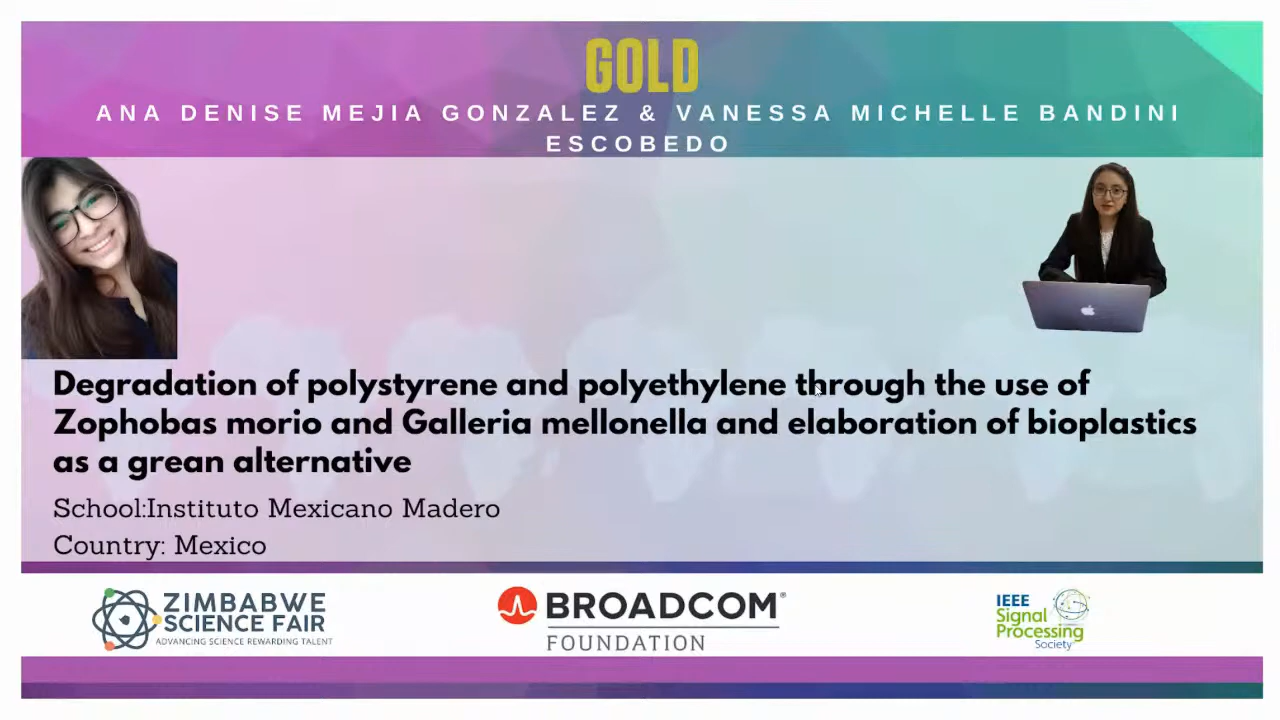 GOLD
ANA DENISE MEJIA GONZALEZ & VANESSA MICHELLE BANDINI
ESCOBEDO
Degradation of polystyrene and polyethylene through the use of
Zophobas morio and Galleria mellonella and elaboration of bioplastics
as a grean alternative
School:Instituto Mexicano Madero
Country: Mexico
ZIMBABWE
SCIENCE FAIR
ADVANCING SCIENCE REWARDING TALENT
BROADCOM®
FOUNDATION
IEEE
Signal
Processing
Society